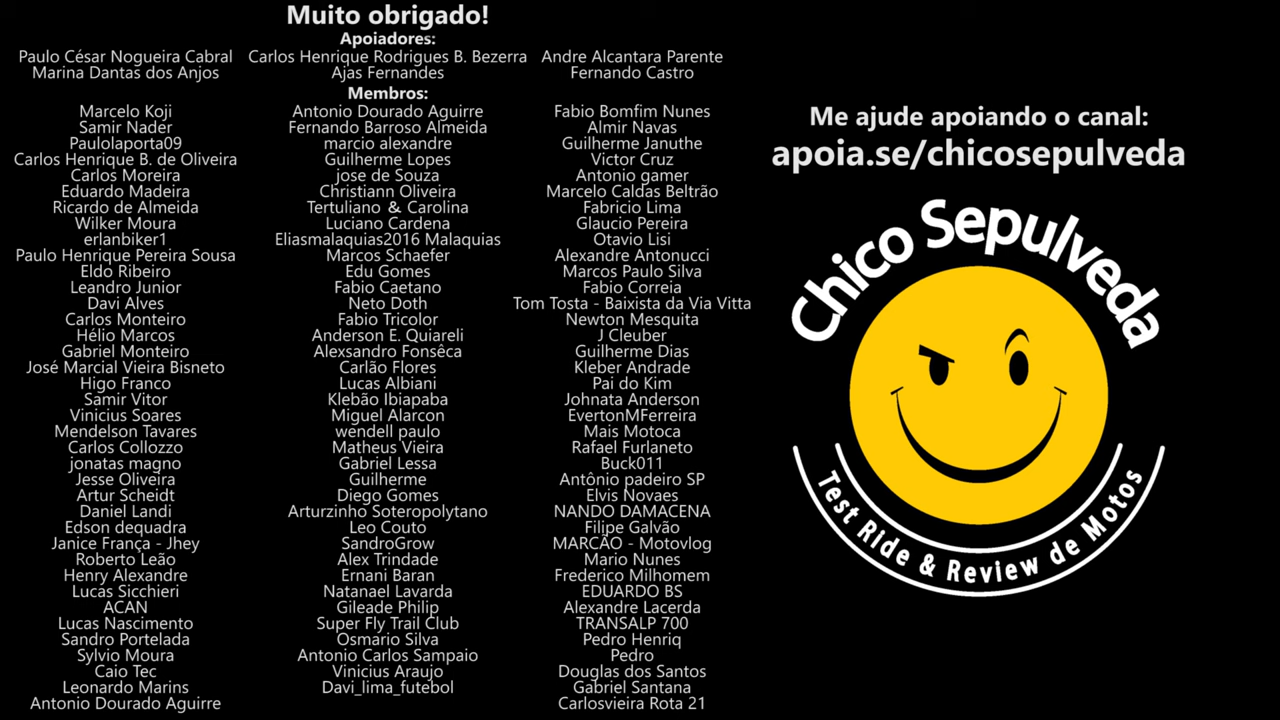 Muito obrigado!
Apoiadores:
Paulo César Nogueira Cabral
Marina Dantas dos Anjos
Carlos Henrique Rodrigues B. Bezerra
Ajas Fernandes
Andre Alcantara Parente
Fernando Castro
Membros:
Marcelo Koji
Samir Nader
Paulolaporta09
Carlos Henrique B. de Oliveira
Carlos Moreira
Eduardo Madeira
Ricardo de Almeida
Wilker Moura
erlanbiker1
Paulo Henrique Pereira Sousa
Eldo Ribeiro
Leandro Junior
Davi Alves
Carlos Monteiro
Hélio Marcos
Gabriel Monteiro
José Marcial Vieira Bisneto
Higo Franco
Samir Vitor
Vinicius Soares
Mendelson Tavares
Carlos Collozzo
jonatas magno
Jesse Oliveira
Artur Scheidt
Daniel Landi
Edson dequadra
Janice França - Jhey
Roberto Leão
Henry Alexandre
Lucas Sicchieri
ACAN
Lucas Nascimento
Sandro Portelada
Sylvio Moura
Caio Tec
Leonardo Marins
Antonio Dourado Aguirre
Antonio Dourado Aguirre
Fernando Barroso Almeida
marcio alexandre
Guilherme Lopes
jose de Souza
Christiann Oliveira
Tertuliano & Carolina
Luciano Cardena
Eliasmalaquias2016 Malaquias
Marcos Schaefer
Edu Gomes
Fabio Caetano
Neto Doth
Fabio Tricolor
Anderson E. Quiareli
Alexsandro Fonsêca
Carlão Flores
Lucas Albiani
Klebão Ibiapaba
Miguel Alarcon
wendell paulo
Matheus Vieira
Gabriel Lessa
Guilherme
Diego Gomes
Arturzinho Soteropolytano
Leo Couto
SandroGrow
Alex Trindade
Ernani Baran
Natanael Lavarda
Gileade Philip
Super Fly Trail Club
Osmario Silva
Antonio Carlos Sampaio
Vinicius Araujo
Davi_lima_futebol
Fabio Bomfim Nunes
Almir Navas
Guilherme Januthe
Victor Cruz
Antonio gamer
Marcelo Caldas Beltrão
Fabricio Lima
Glaucio Pereira
Otavio Lisi
Alexandre Antonucci
Marcos Paulo Silva
Fabio Correia
Tom Tosta - Baixista da Via Vitta
Newton Mesquita
J Cleuber
Guilherme Dias
Kleber Andrade
Pai do Kim
Johnata Anderson
EvertonMFerreira
Mais Motoca
Rafael Furlaneto
Buck011
Antônio padeiro SP
Elvis Novaes
NANDO DAMACENA
Filipe Galvão
MARCÃO - Motovlog
Mario Nunes
Frederico Milhomem
EDUARDO BS
Alexandre Lacerda
TRANSALP 700
Pedro Henriq
Pedro
Douglas dos Santos
Gabriel Santana
Carlosvieira Rota 21
Me ajude apoiando o canal:
apoia.se/chicosepulveda
Chico Sepulveda
Test Ride & Review de Motos